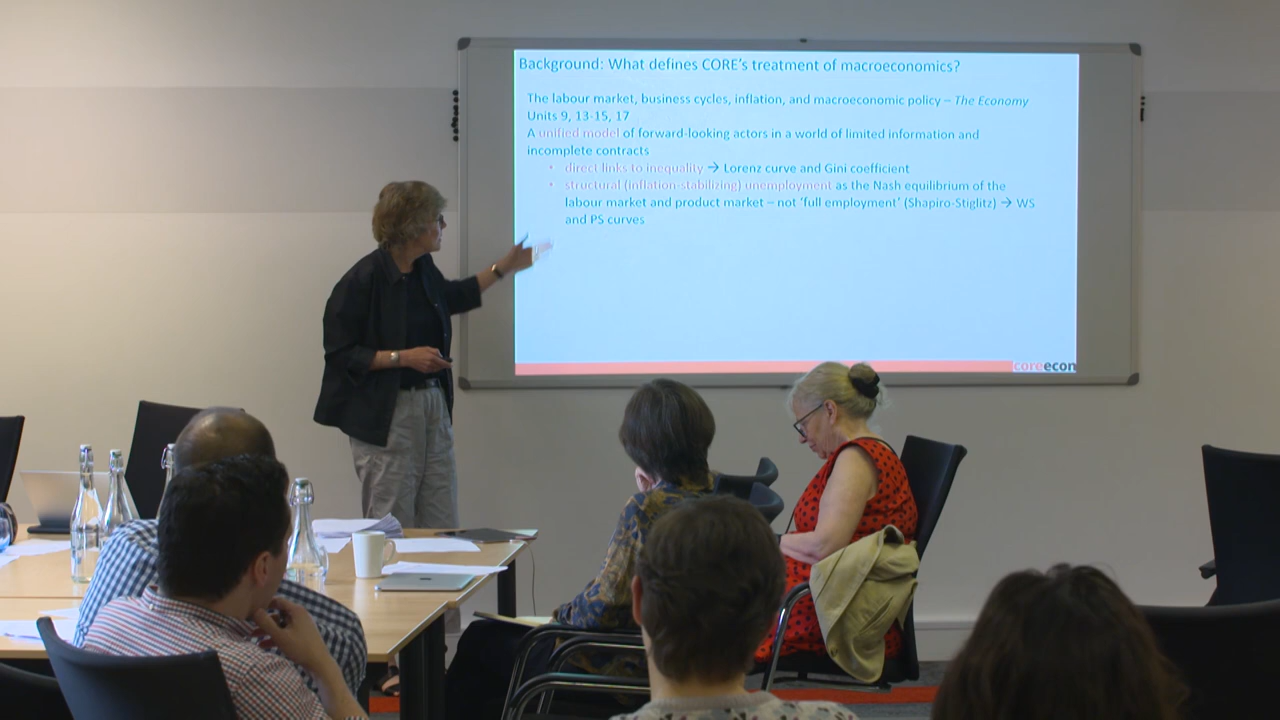 Background: What defines CORE's treatment of macroeconomics?
The labour market, business cycles, inflation, and macroeconomic policy – The Economy
Units 9, 13-15, 17
A unified model of forward-looking actors in a world of limited information and
incomplete contracts
• direct links to inequality → Lorenz curve and Gini coefficient
• structural (inflation-stabilizing) unemployment as the Nash equilibrium of the
labour market and product market – not 'full employment' (Shapiro-Stiglitz) → WS
and PS curves
coreecon